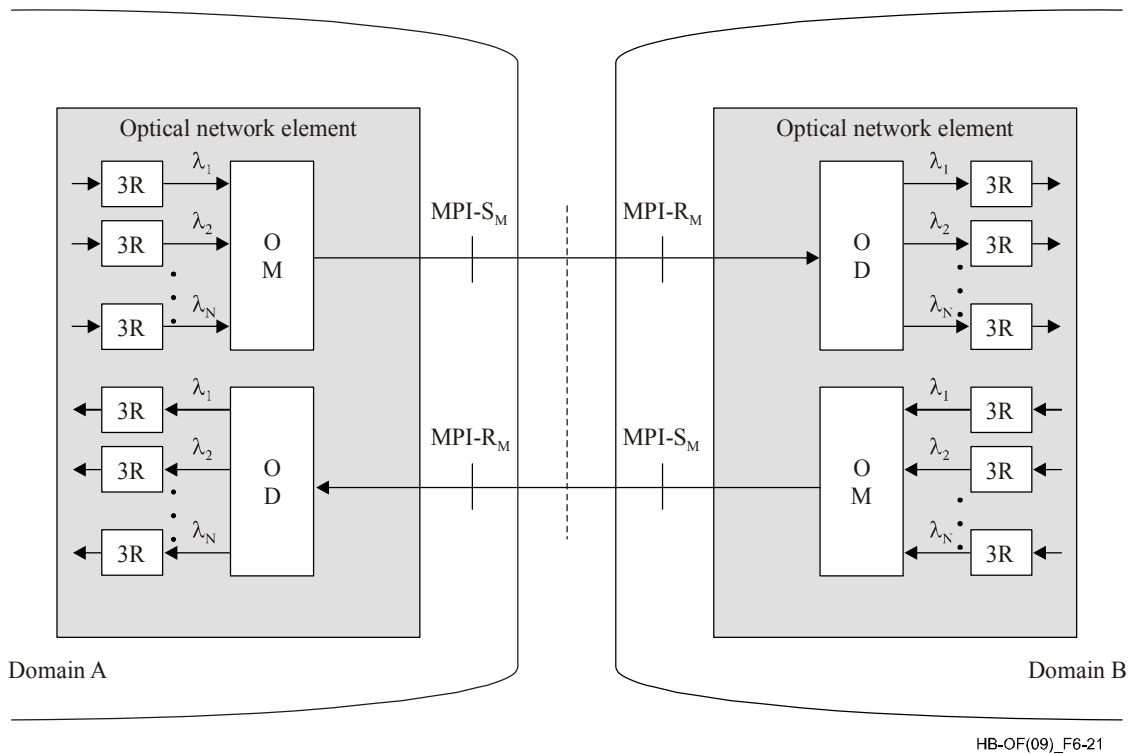 Optical network element
Optical network element
3R λ1
λ1 3R
3R λ2
λ2 3R
3R λN
λN 3R
O
M
O
D
MPI-SM
MPI-RM
3R λ1
λ1 3R
3R λ2
λ2 3R
3R λN
λN 3R
O
D
O
M
MPI-RM
MPI-SM
Domain A
Domain B
HB-OF(09)_F6-21